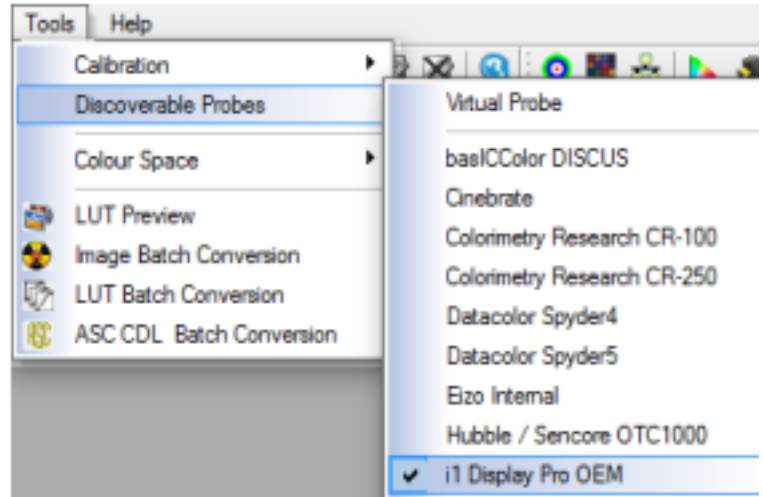 Tools Help
Calibration
Discoverable Probes
Colour Space
LUT Preview
Image Batch Conversion
LUT Batch Conversion
ASC CDL Batch Conversion
Virtual Probe
basICColor DISCUS
Cinebrate
Colorimetry Research CR-100
Colorimetry Research CR-250
Datacolor Spyder4
Datacolor Spyder5
Eizo Internal
Hubble / Sencore OTC1000
i1 Display Pro OEM